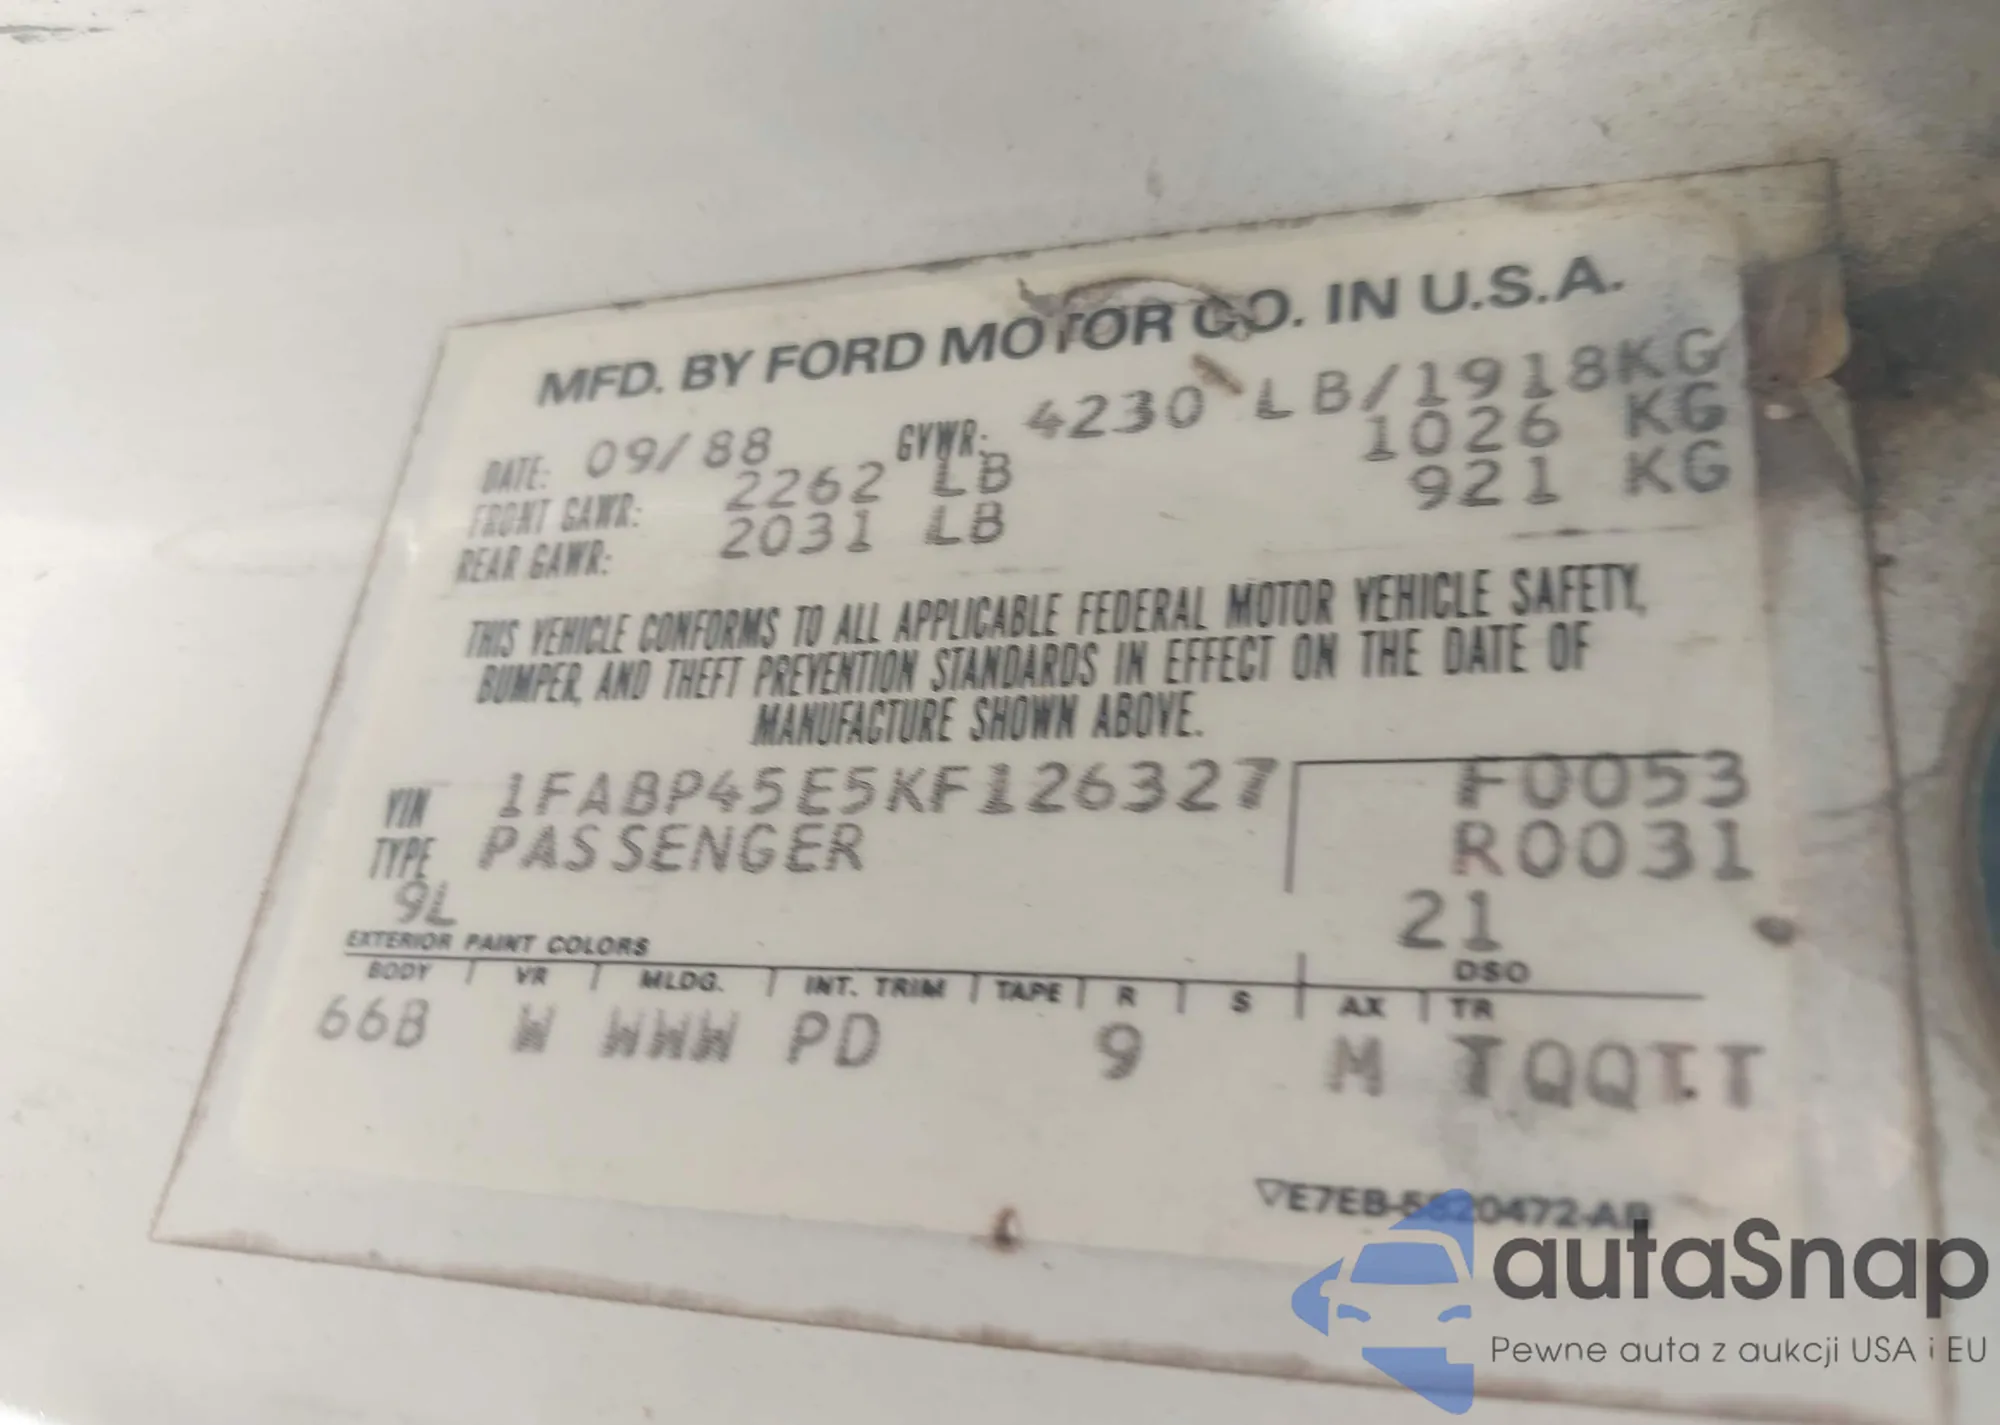 MFD. BY FORD MOTOR CO. IN U.S.A.
DATE: 09/88 GVWR: 4230 LB/1918KG
FRONT GAWR: 2262 LB 1026 KG
REAR GAWR: 2031 LB 921 KG
THIS VEHICLE CONFORMS TO ALL APPLICABLE FEDERAL MOTOR VEHICLE SAFETY,
BUMPER, AND THEFT PREVENTION STANDARDS IN EFFECT ON THE DATE OF
MANUFACTURE SHOWN ABOVE.
VIN 1FABP45E5KF126327 F0053
TYPE PASSENGER R0031
9L 21
EXTERIOR PAINT COLORS DSO
BODY VR MLDG. INT. TRIM TAPE R S AX TR
66B W WWW PD 9 M TQQTT
▽E7EB-5820472-AB
autaSnap
Pewne auta z aukcji USA i EU